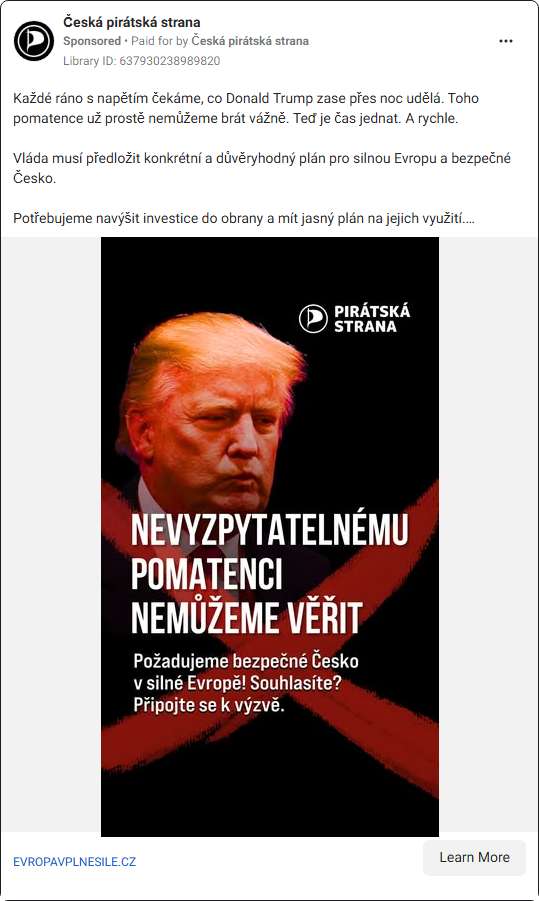 Česká pirátská strana
Sponsored • Paid for by Česká pirátská strana
Library ID: 637930238989820
Každé ráno s napětím čekáme, co Donald Trump zase přes noc udělá. Toho
pomatence už prostě nemůžeme brát vážně. Teď je čas jednat. A rychle.
Vláda musí předložit konkrétní a důvěryhodný plán pro silnou Evropu a bezpečné
Česko.
Potřebujeme navýšit investice do obrany a mít jasný plán na jejich využití....
PIRÁTSKÁ
STRANA
NEVYZPYTATELNÉMU
POMATENCI
NEMŮŽEME VĚŘIT
Požadujeme bezpečné Česko
v silné Evropě! Souhlasíte?
Připojte se k výzvě.
EVROPAVPLNESILE.CZ
Learn More